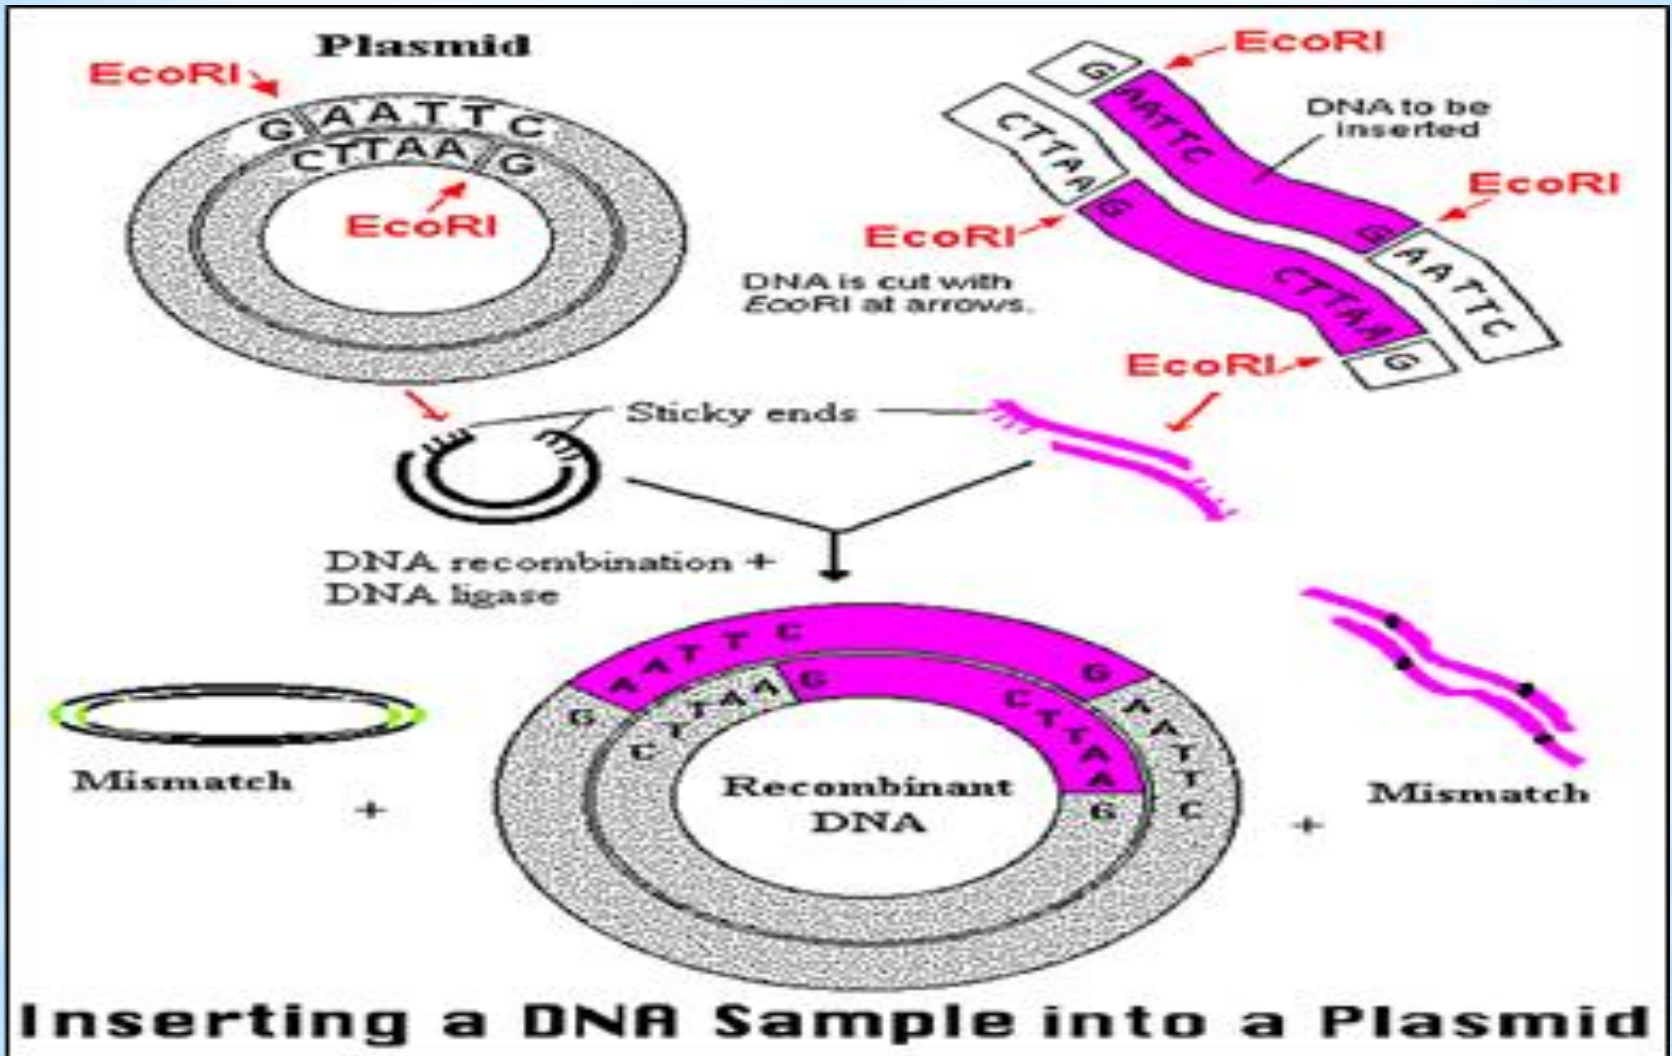 Plasmid
EcoRI
G AATTC
CTTAA G
EcoRI
EcoRI
G AATTC
DNA to be
inserted
CTTAA G
EcoRI
EcoRI
G AATTC
CTTAA G
EcoRI
DNA is cut with
EcoRI at arrows.
Sticky ends
DNA recombination +
DNA ligase
G AATTC
CTTAA G
G
CTTAA G
Recombinant
DNA
Mismatch
+
+
Mismatch
Inserting a DNA Sample into a Plasmid